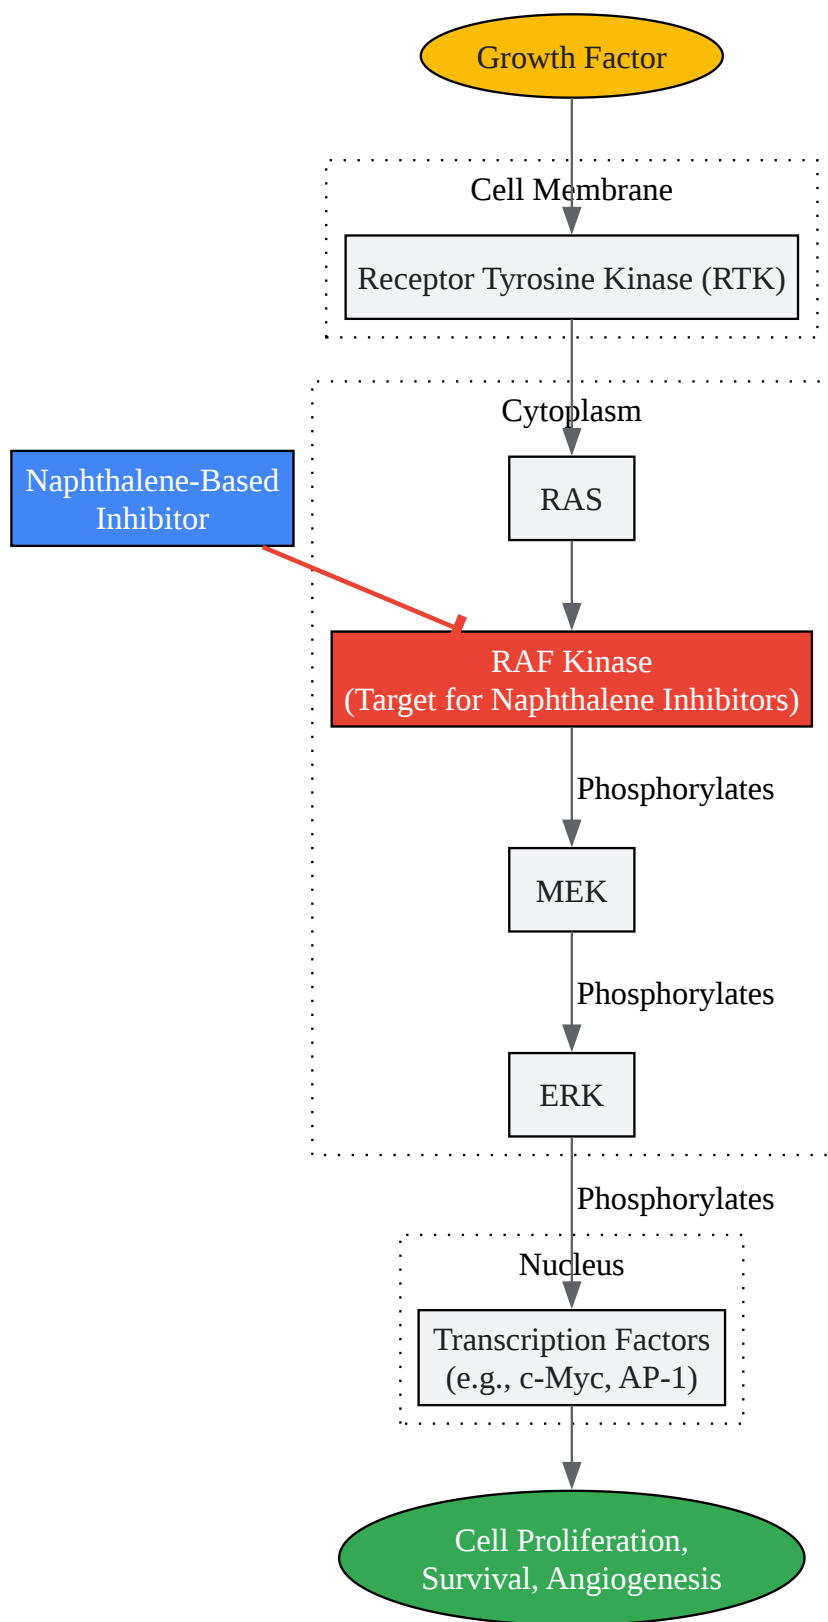 Growth Factor
Cell Membrane
Receptor Tyrosine Kinase (RTK)
Cytoplasm
Naphthalene-Based
Inhibitor
RAS
RAF Kinase
(Target for Naphthalene Inhibitors)
Phosphorylates
MEK
Phosphorylates
ERK
Phosphorylates
Nucleus
Transcription Factors
(e.g., c-Myc, AP-1)
Cell Proliferation,
Survival, Angiogenesis